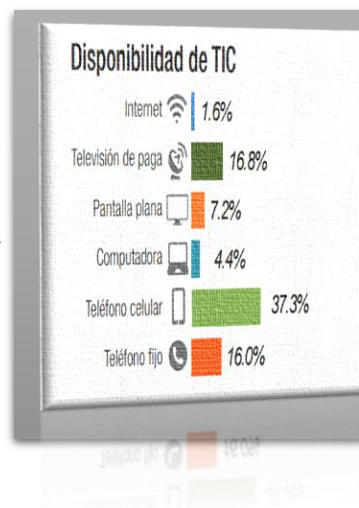 Disponibilidad de TIC
Internet 1.6%
Televisión de paga 16.8%
Pantalla plana 7.2%
Computadora 4.4%
Teléfono celular 37.3%
Teléfono fijo 16.0%